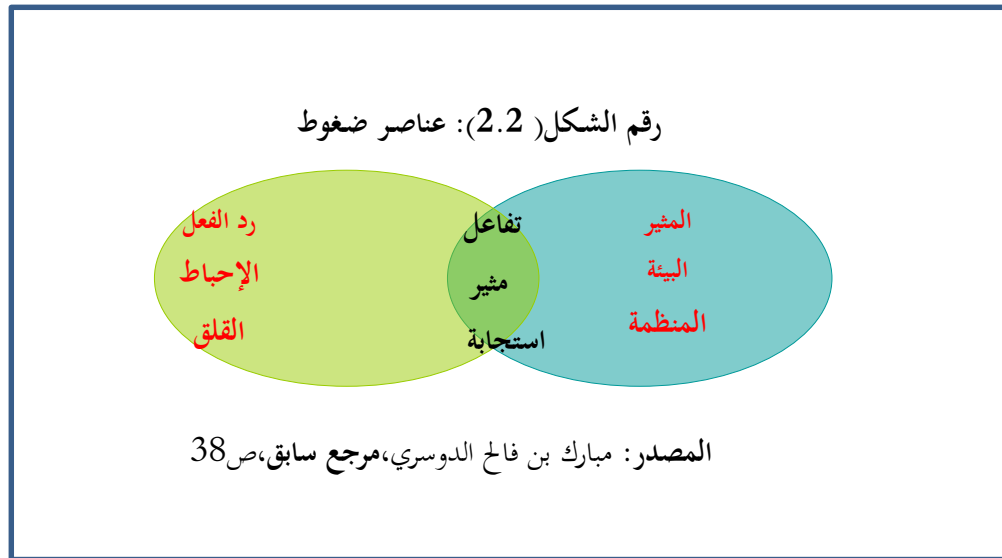 رقم الشكل( 2.2): عناصر ضغوط
المثير
البيئة
المنظمة
تفاعل
مثير
استجابة
رد الفعل
الإحباط
القلق
المصدر: مبارك بن فالح الدوسري،مرجع سابق،ص38